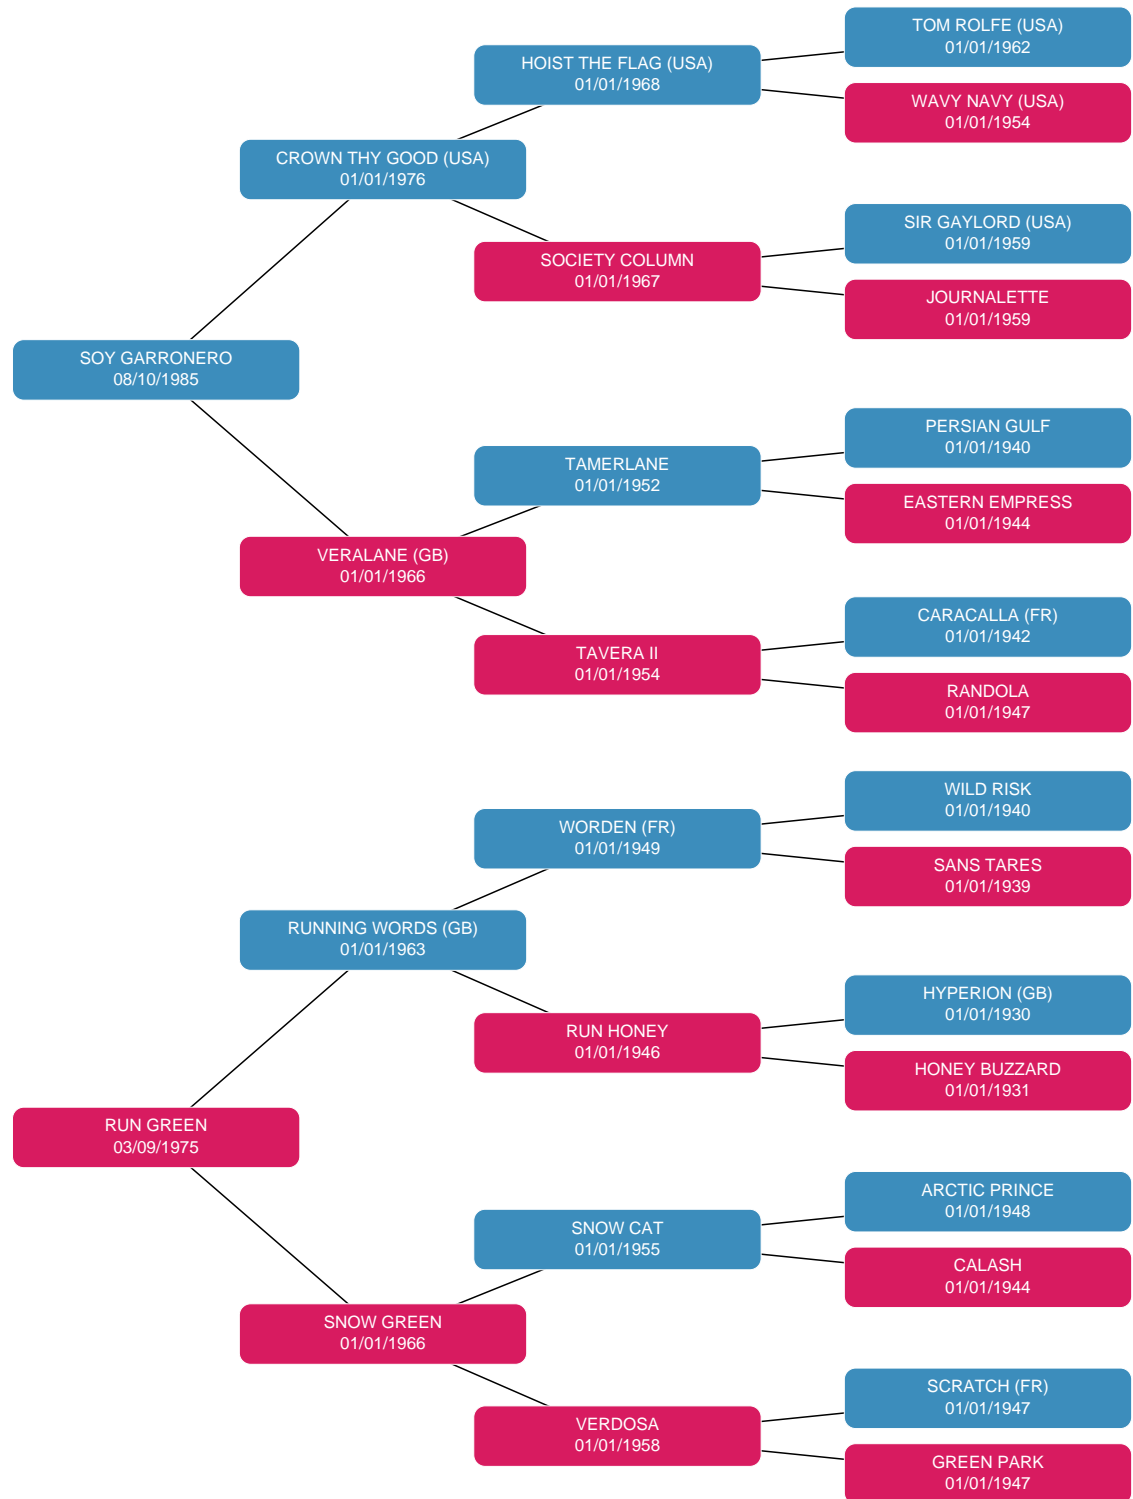 TOM ROLFE (USA)
01/01/1962
HOIST THE FLAG (USA)
01/01/1968
WAVY NAVY (USA)
01/01/1954
CROWN THY GOOD (USA)
01/01/1976
SIR GAYLORD (USA)
01/01/1959
SOCIETY COLUMN
01/01/1967
JOURNALETTE
01/01/1959
SOY GARRONERO
08/10/1985
PERSIAN GULF
01/01/1940
TAMERLANE
01/01/1952
EASTERN EMPRESS
01/01/1944
VERALANE (GB)
01/01/1966
CARACALLA (FR)
01/01/1942
TAVERA II
01/01/1954
RANDOLA
01/01/1947
WILD RISK
01/01/1940
WORDEN (FR)
01/01/1949
SANS TARES
01/01/1939
RUNNING WORDS (GB)
01/01/1963
HYPERION (GB)
01/01/1930
RUN HONEY
01/01/1946
HONEY BUZZARD
01/01/1931
RUN GREEN
03/09/1975
ARCTIC PRINCE
01/01/1948
SNOW CAT
01/01/1955
CALASH
01/01/1944
SNOW GREEN
01/01/1966
SCRATCH (FR)
01/01/1947
VERDOSA
01/01/1958
GREEN PARK
01/01/1947